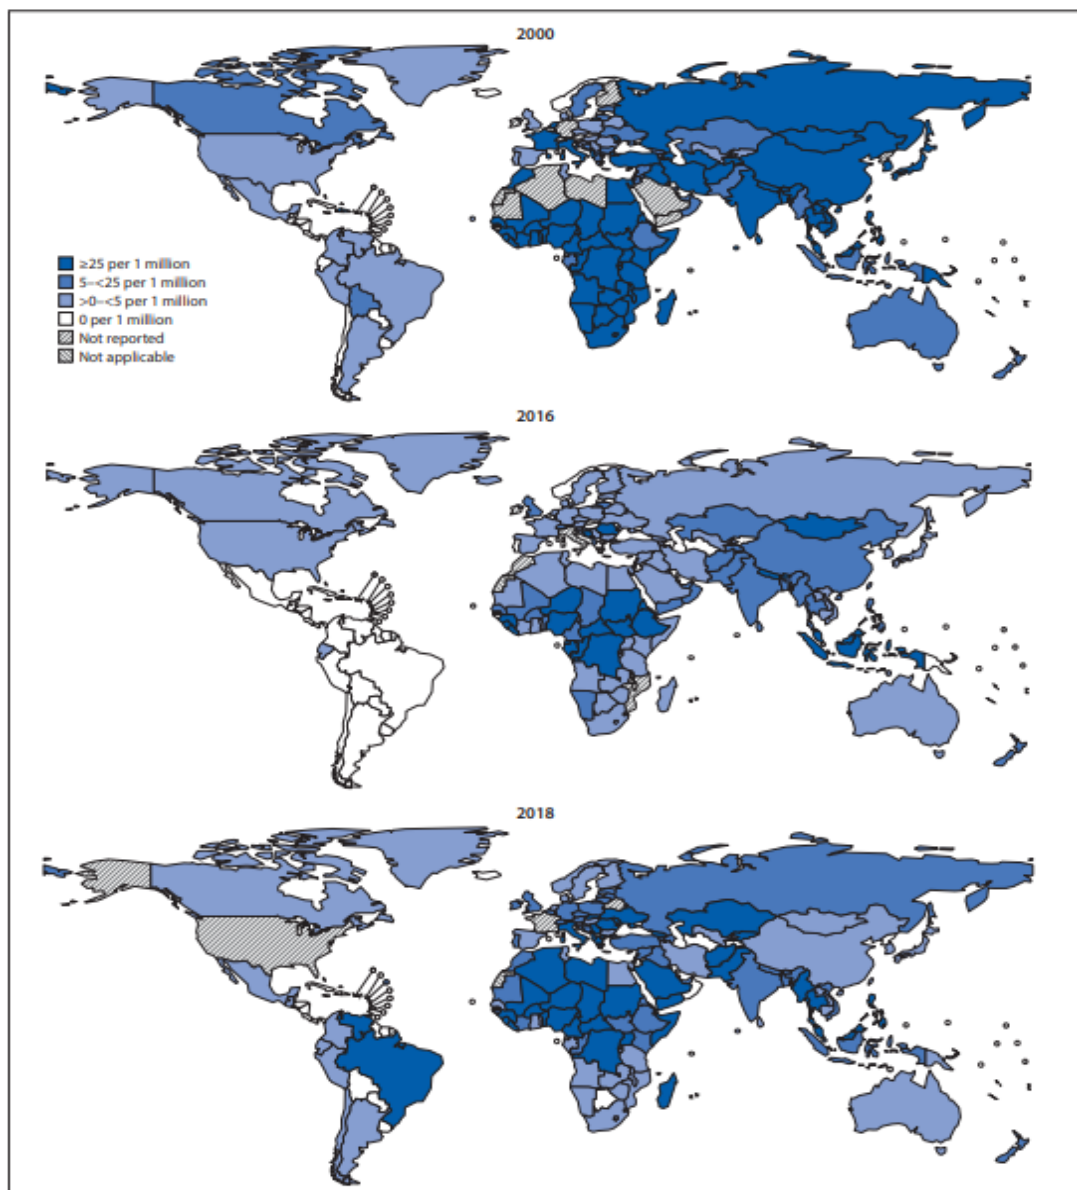 2000
≥25 per 1 million
5–<25 per 1 million
>0–<5 per 1 million
0 per 1 million
Not reported
Not applicable
2016
2018